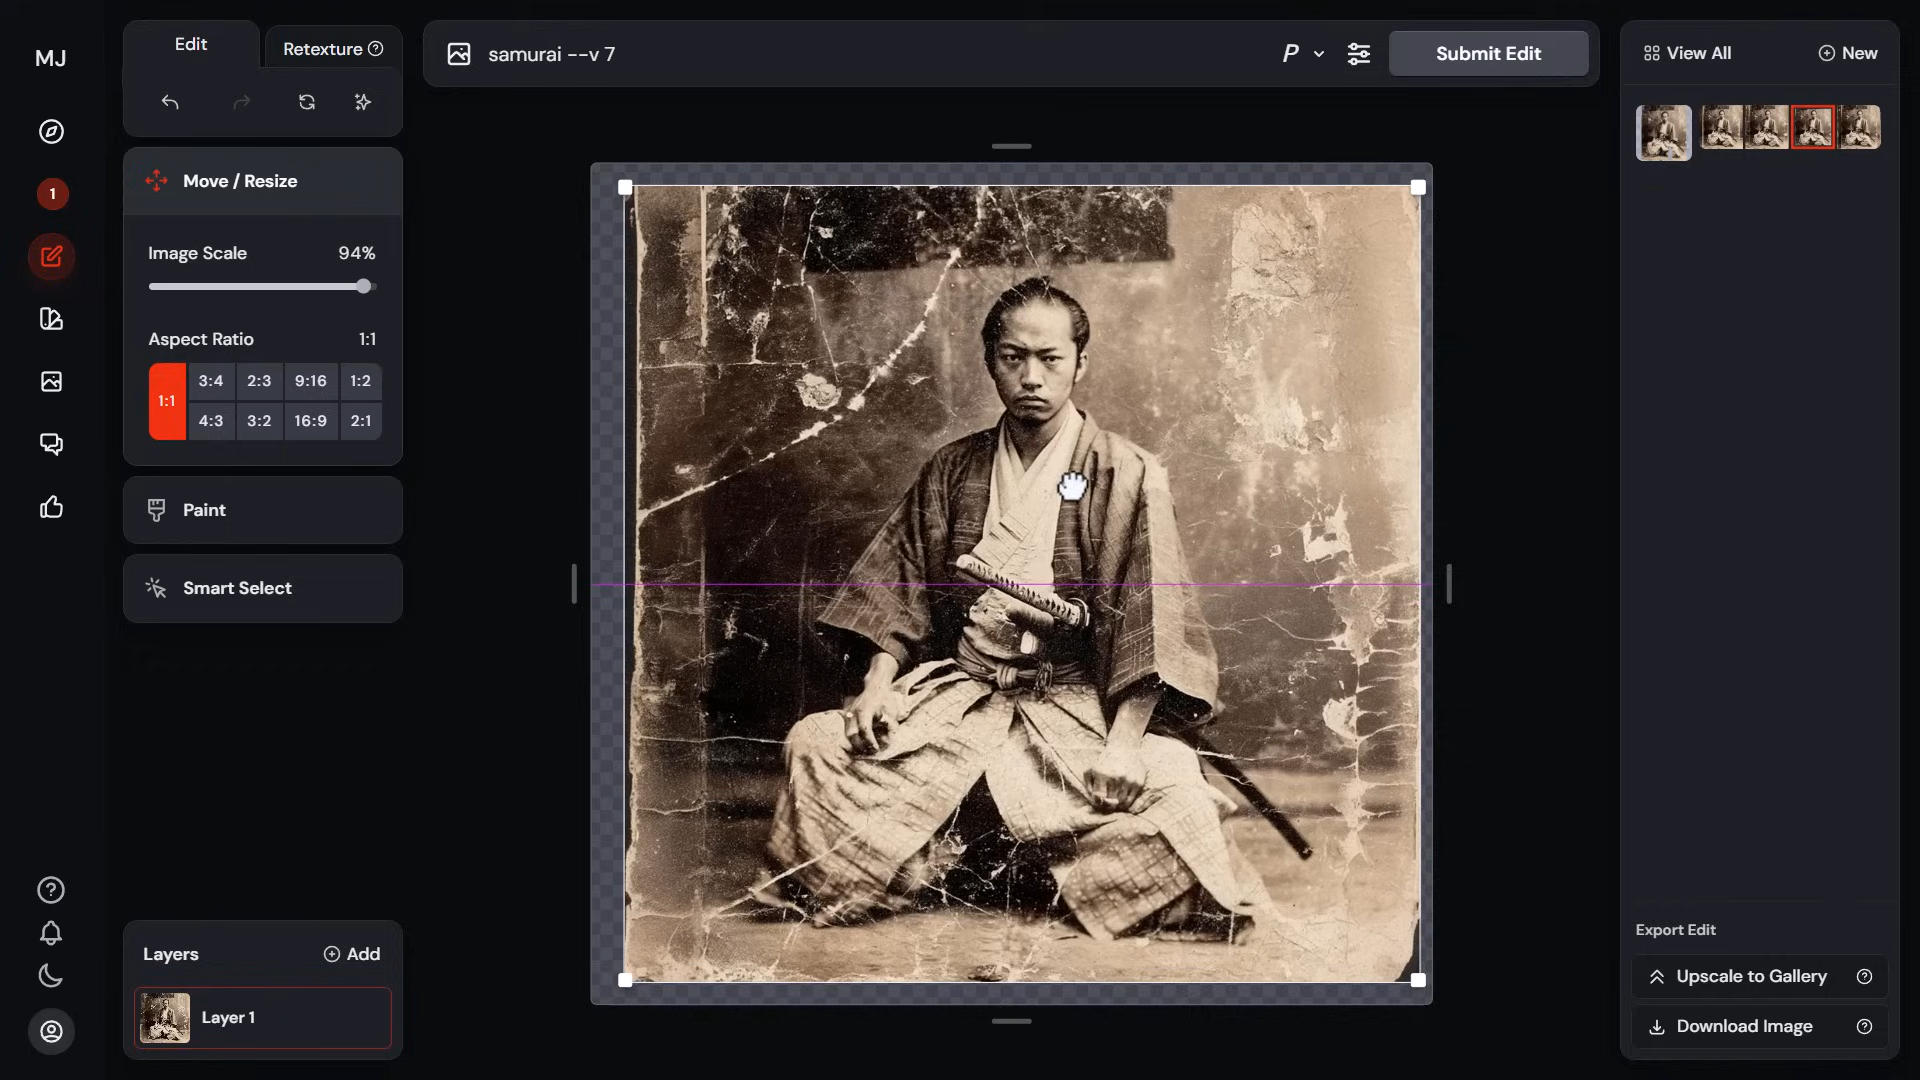 MJ
1
Edit
Retexture
Move / Resize
Image Scale 94%
Aspect Ratio 1:1
1:1
3:4 2:3 9:16 1:2
4:3 3:2 16:9 2:1
Paint
Smart Select
Layers
Add
Layer 1
samurai --v 7
P
Submit Edit
View All
New
Export Edit
Upscale to Gallery
Download Image